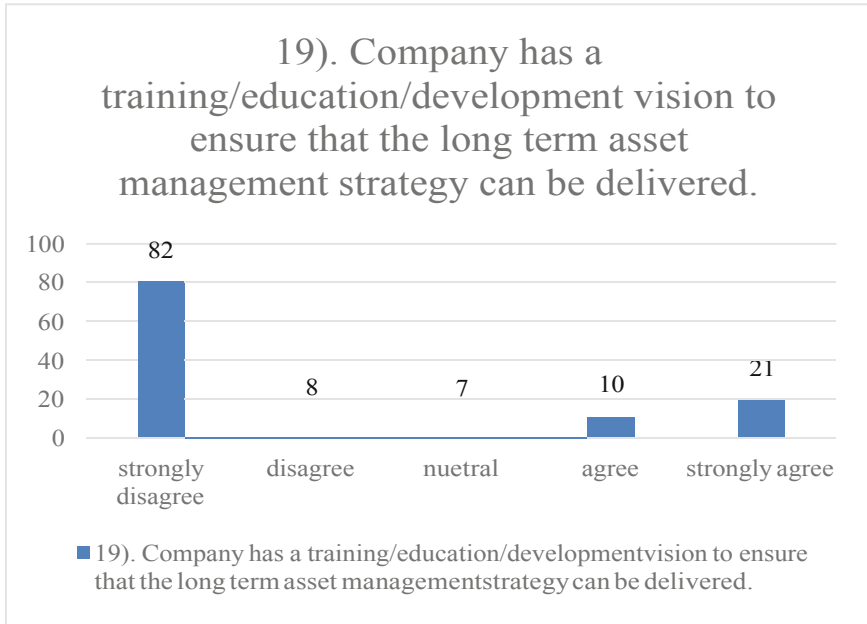 19). Company has a
training/education/development vision to
ensure that the long term asset
management strategy can be delivered.
100
80
60
40
20
0
82
8
7
10
21
strongly
disagree
disagree
nuetral
agree
strongly agree
19). Company has a training/education/developmentvision to ensure
that the long term asset managementstrategy can be delivered.